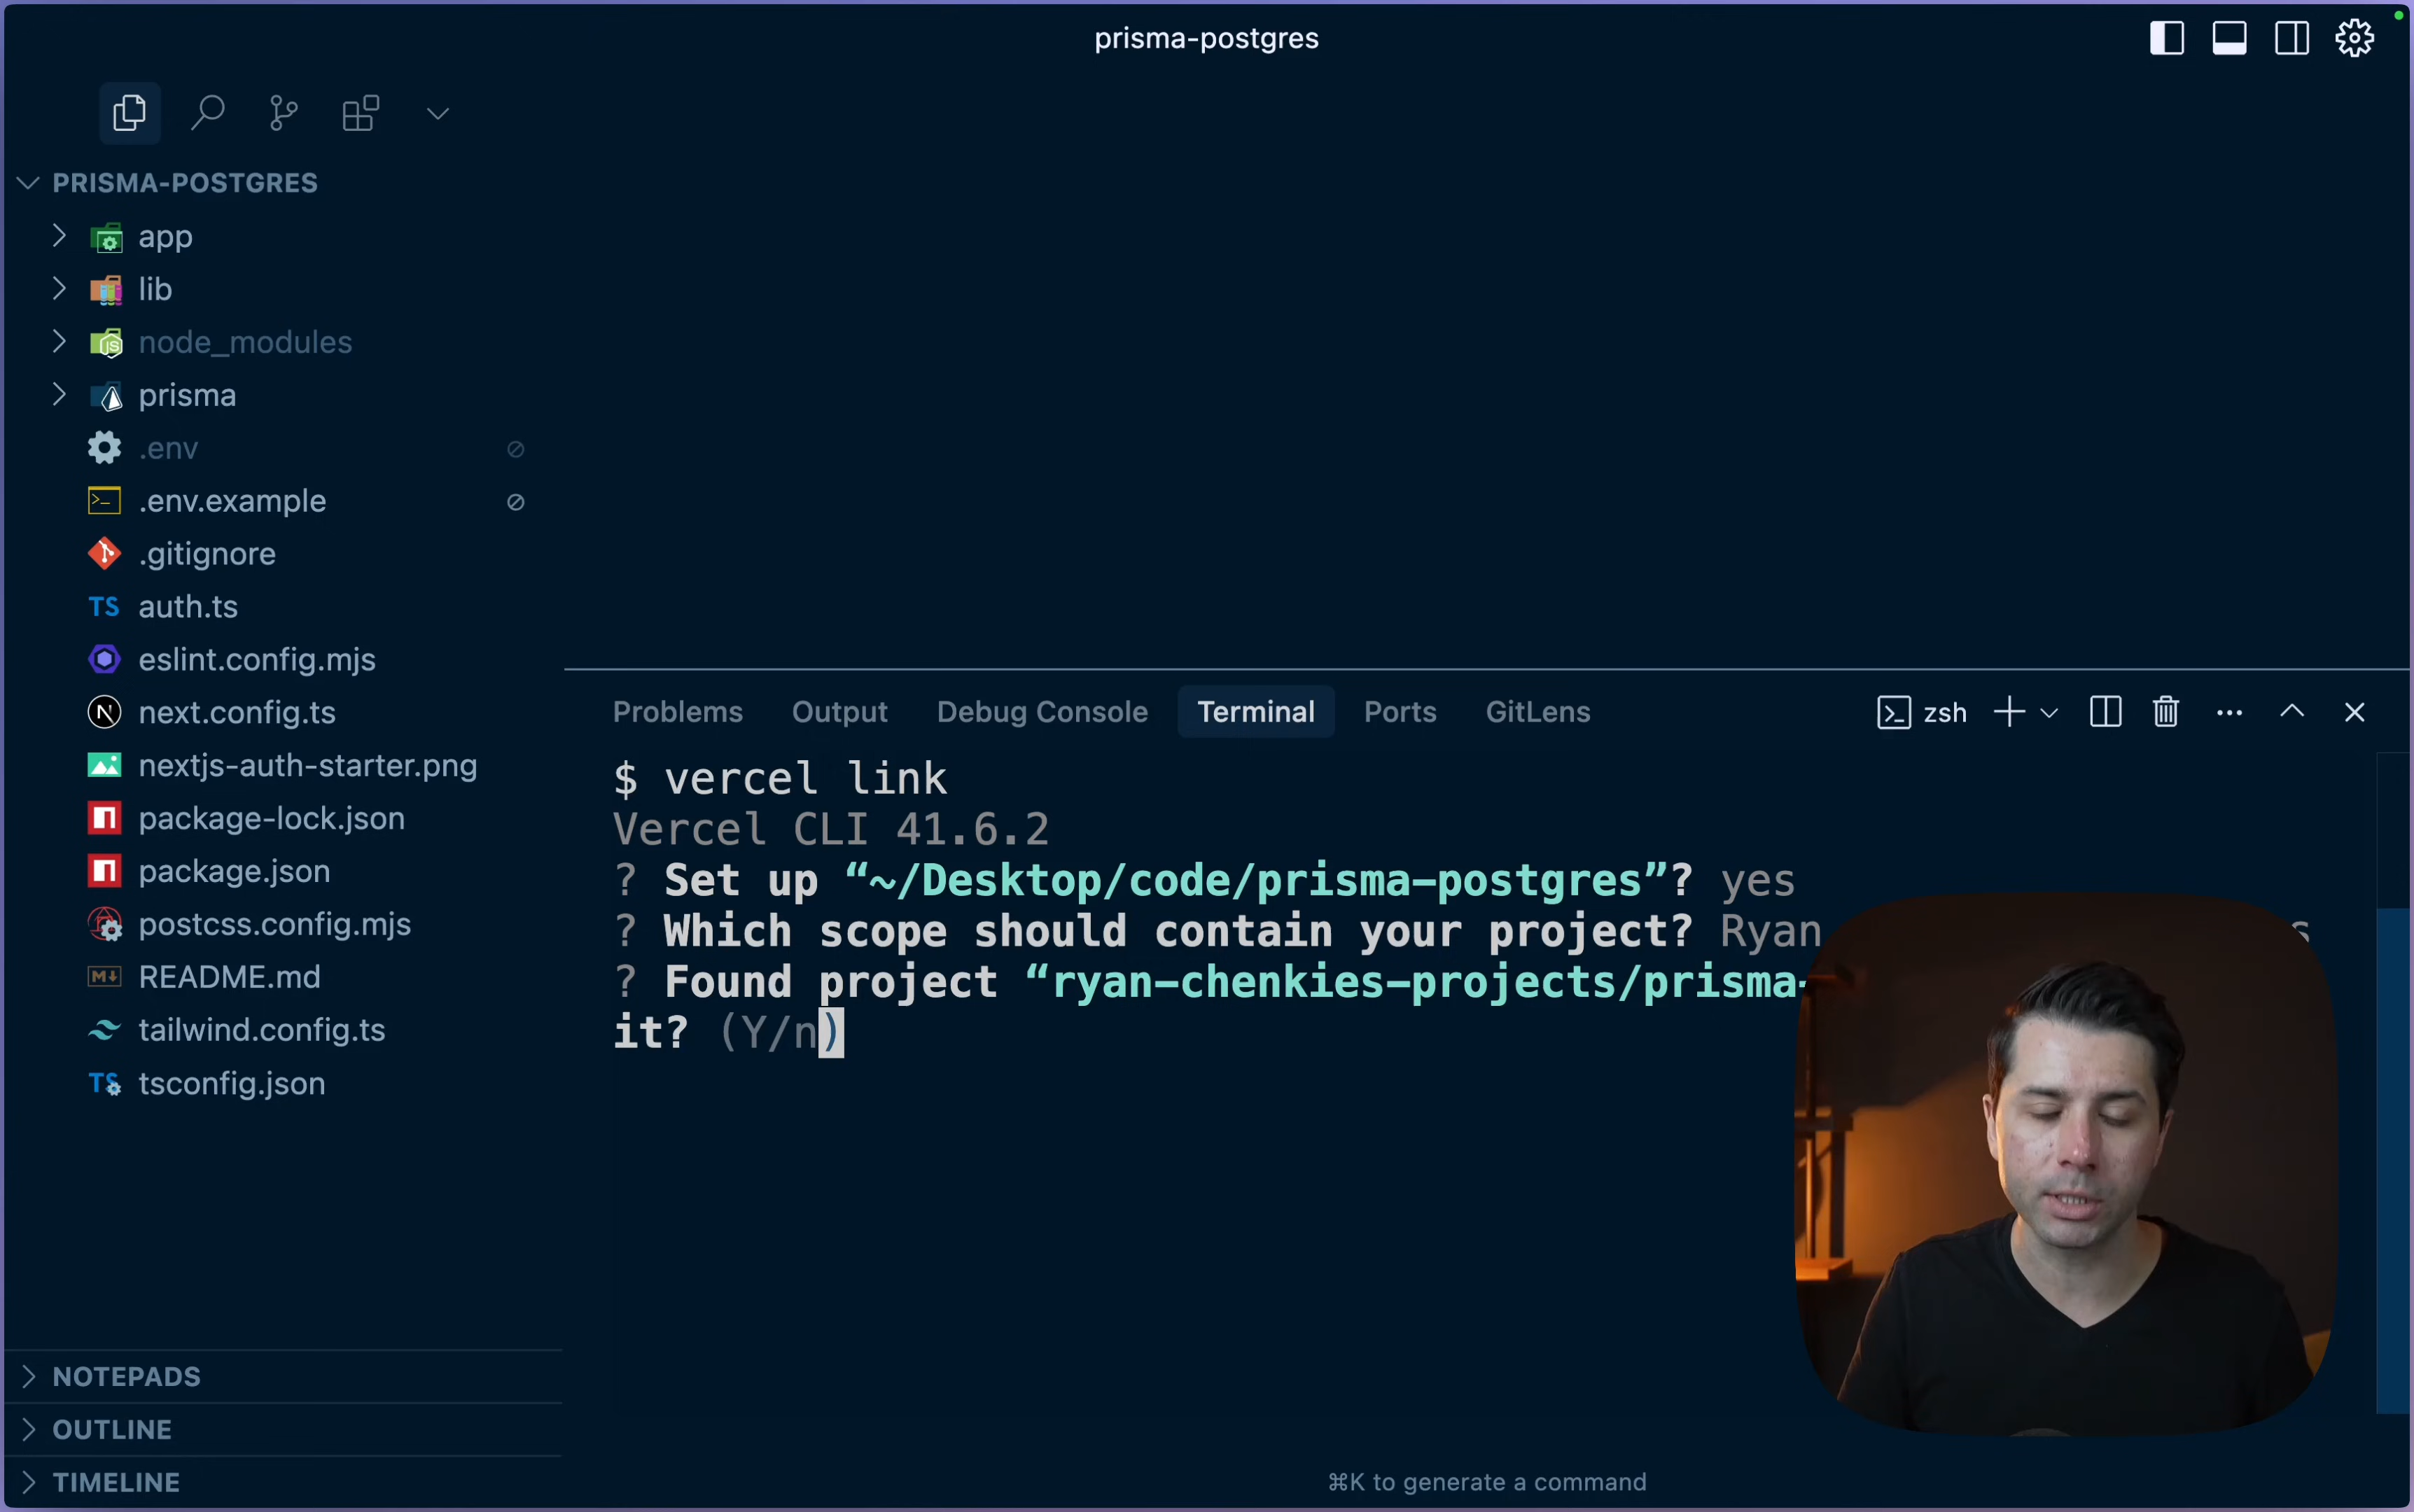 prisma-postgres
PRISMA-POSTGRES
app
lib
node_modules
prisma
.env
.env.example
.gitignore
auth.ts
eslint.config.mjs
next.config.ts
nextjs-auth-starter.png
package-lock.json
package.json
postcss.config.mjs
README.md
tailwind.config.ts
tsconfig.json
NOTEPADS
OUTLINE
TIMELINE
Problems Output Debug Console Terminal Ports GitLens
zsh
$ vercel link
Vercel CLI 41.6.2
? Set up “~/Desktop/code/prisma-postgres”? yes
? Which scope should contain your project? Ryan
? Found project “ryan-chenkies-projects/prisma-
it? (Y/n)
⌘K to generate a command